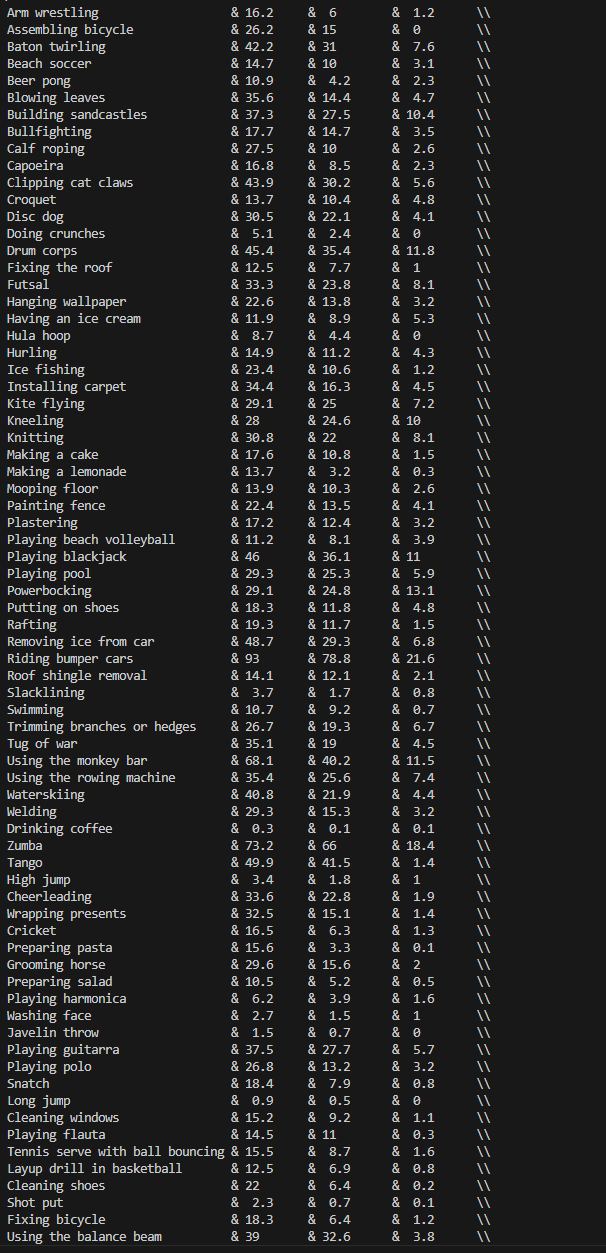 Arm wrestling & 16.2 & 6 & 1.2 \\
Assembling bicycle & 26.2 & 15 & 0 \\
Baton twirling & 42.2 & 31 & 7.6 \\
Beach soccer & 14.7 & 10 & 3.1 \\
Beer pong & 10.9 & 4.2 & 2.3 \\
Blowing leaves & 35.6 & 14.4 & 4.7 \\
Building sandcastles & 37.3 & 27.5 & 10.4 \\
Bullfighting & 17.7 & 14.7 & 3.5 \\
Calf roping & 27.5 & 10 & 2.6 \\
Capoeira & 16.8 & 8.5 & 2.3 \\
Clipping cat claws & 43.9 & 30.2 & 5.6 \\
Croquet & 13.7 & 10.4 & 4.8 \\
Disc dog & 30.5 & 22.1 & 4.1 \\
Doing crunches & 5.1 & 2.4 & 0 \\
Drum corps & 45.4 & 35.4 & 11.8 \\
Fixing the roof & 12.5 & 7.7 & 1 \\
Futsal & 33.3 & 23.8 & 8.1 \\
Hanging wallpaper & 22.6 & 13.8 & 3.2 \\
Having an ice cream & 11.9 & 8.9 & 5.3 \\
Hula hoop & 8.7 & 4.4 & 0 \\
Hurling & 14.9 & 11.2 & 4.3 \\
Ice fishing & 23.4 & 10.6 & 1.2 \\
Installing carpet & 34.4 & 16.3 & 4.5 \\
Kite flying & 29.1 & 25 & 7.2 \\
Kneeling & 28 & 24.6 & 10 \\
Knitting & 30.8 & 22 & 8.1 \\
Making a cake & 17.6 & 10.8 & 1.5 \\
Making a lemonade & 13.7 & 3.2 & 0.3 \\
Mooping floor & 13.9 & 10.3 & 2.6 \\
Painting fence & 22.4 & 13.5 & 4.1 \\
Plastering & 17.2 & 12.4 & 3.2 \\
Playing beach volleyball & 11.2 & 8.1 & 3.9 \\
Playing blackjack & 46 & 36.1 & 11 \\
Playing pool & 29.3 & 25.3 & 5.9 \\
Powerbocking & 29.1 & 24.8 & 13.1 \\
Putting on shoes & 18.3 & 11.8 & 4.8 \\
Rafting & 19.3 & 11.7 & 1.5 \\
Removing ice from car & 48.7 & 29.3 & 6.8 \\
Riding bumper cars & 93 & 78.8 & 21.6 \\
Roof shingle removal & 14.1 & 12.1 & 2.1 \\
Slacklining & 3.7 & 1.7 & 0.8 \\
Swimming & 10.7 & 9.2 & 0.7 \\
Trimming branches or hedges & 26.7 & 19.3 & 6.7 \\
Tug of war & 35.1 & 19 & 4.5 \\
Using the monkey bar & 68.1 & 40.2 & 11.5 \\
Using the rowing machine & 35.4 & 25.6 & 7.4 \\
Waterskiing & 40.8 & 21.9 & 4.4 \\
Welding & 29.3 & 15.3 & 3.2 \\
Drinking coffee & 0.3 & 0.1 & 0.1 \\
Zumba & 73.2 & 66 & 18.4 \\
Tango & 49.9 & 41.5 & 1.4 \\
High jump & 3.4 & 1.8 & 1 \\
Cheerleading & 33.6 & 22.8 & 1.9 \\
Wrapping presents & 32.5 & 15.1 & 1.4 \\
Cricket & 16.5 & 6.3 & 1.3 \\
Preparing pasta & 15.6 & 3.3 & 0.1 \\
Grooming horse & 29.6 & 15.6 & 2 \\
Preparing salad & 10.5 & 5.2 & 0.5 \\
Playing harmonica & 6.2 & 3.9 & 1.6 \\
Washing face & 2.7 & 1.5 & 1 \\
Javelin throw & 1.5 & 0.7 & 0 \\
Playing guitarra & 37.5 & 27.7 & 5.7 \\
Playing polo & 26.8 & 13.2 & 3.2 \\
Snatch & 18.4 & 7.9 & 0.8 \\
Long jump & 0.9 & 0.5 & 0 \\
Cleaning windows & 15.2 & 9.2 & 1.1 \\
Playing flauta & 14.5 & 11 & 0.3 \\
Tennis serve with ball bouncing & 15.5 & 8.7 & 1.6 \\
Layup drill in basketball & 12.5 & 6.9 & 0.8 \\
Cleaning shoes & 22 & 6.4 & 0.2 \\
Shot put & 2.3 & 0.7 & 0.1 \\
Fixing bicycle & 18.3 & 6.4 & 1.2 \\
Using the balance beam & 39 & 32.6 & 3.8 \\